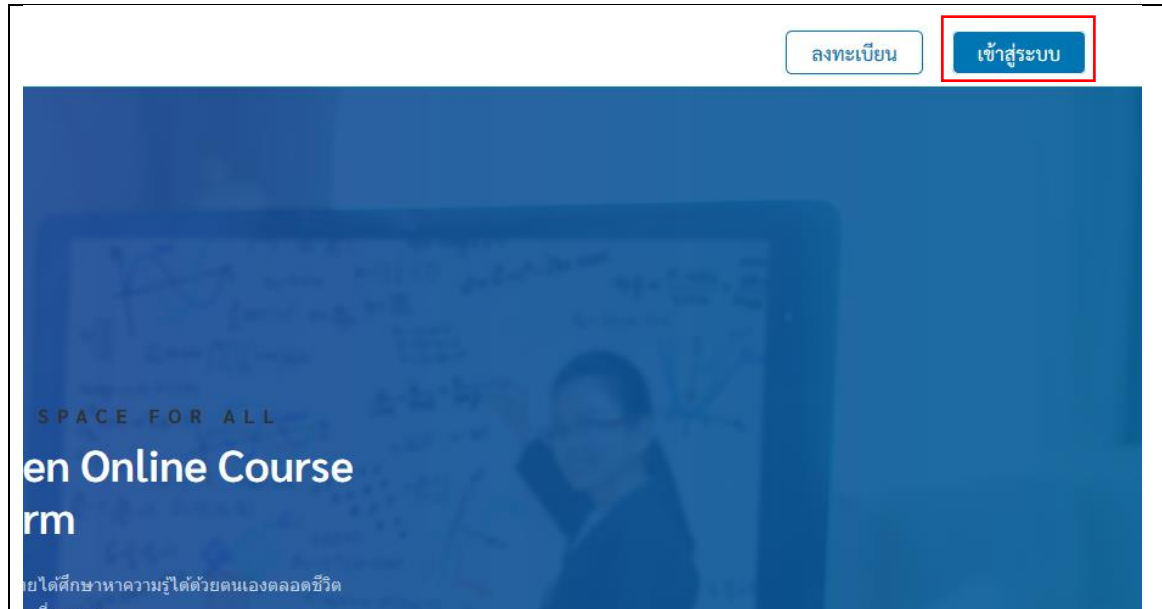 ลงทะเบียน
เข้าสู่ระบบ
SPACE FOR ALL
en Online Course
rm
ได้ศึกษาหาความรู้ได้ด้วยตนเองตลอดชีวิต